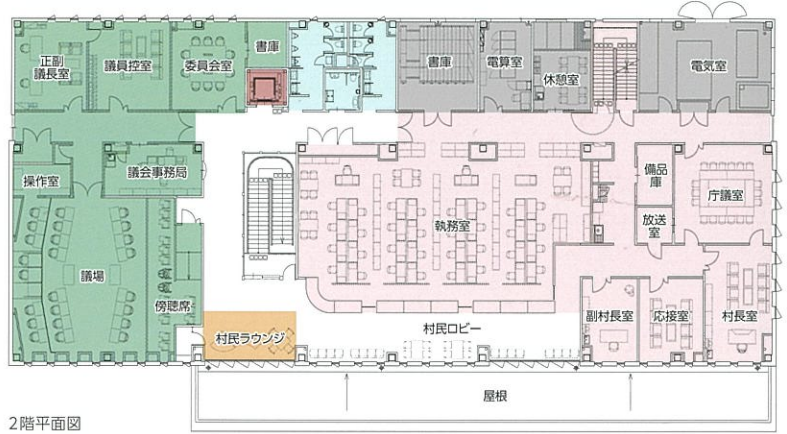 正副
議長室
議員控室
委員会室
書庫
書庫
電算室
休憩室
電気室
操作室
議会事務局
備品
庫
庁議室
放送
室
執務室
議場
傍聴席
村民ラウンジ
村民ロビー
副村長室
応接室
村長室
屋根
2階平面図